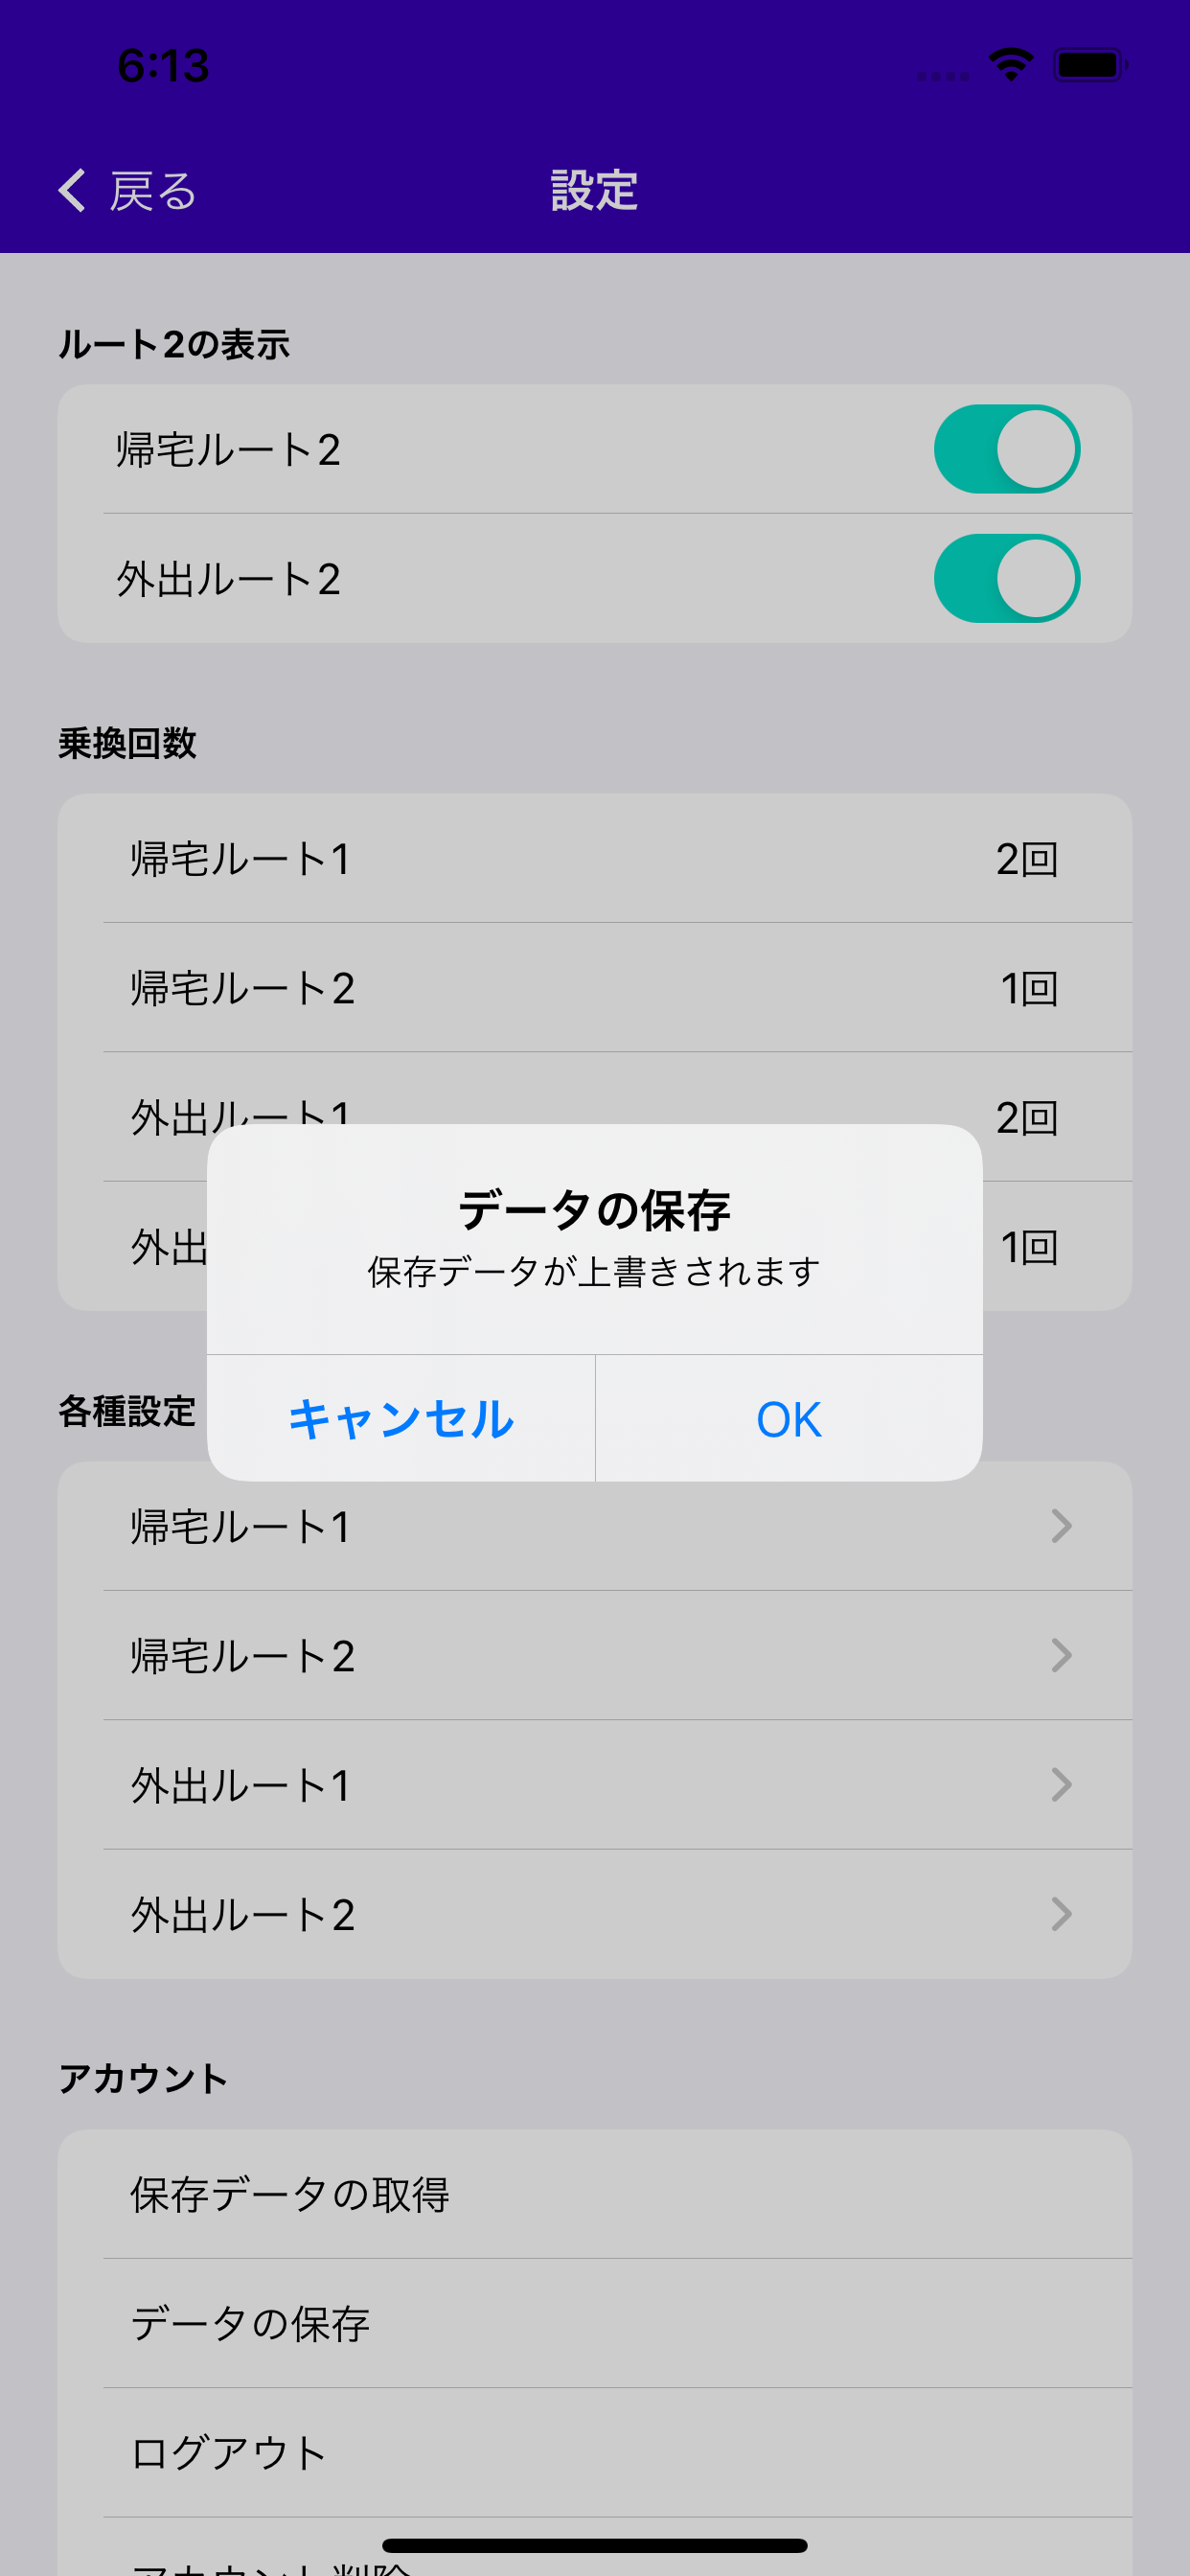 6:13
戻る
設定
ルート2の表示
帰宅ルート2
外出ルート2
乗換回数
帰宅ルート1 2回
帰宅ルート2 1回
外出ルート1 2回
外出 1回
データの保存
保存データが上書きされます
キャンセル OK
各種設定
帰宅ルート1
帰宅ルート2
外出ルート1
外出ルート2
アカウント
保存データの取得
データの保存
ログアウト
アカウント削除